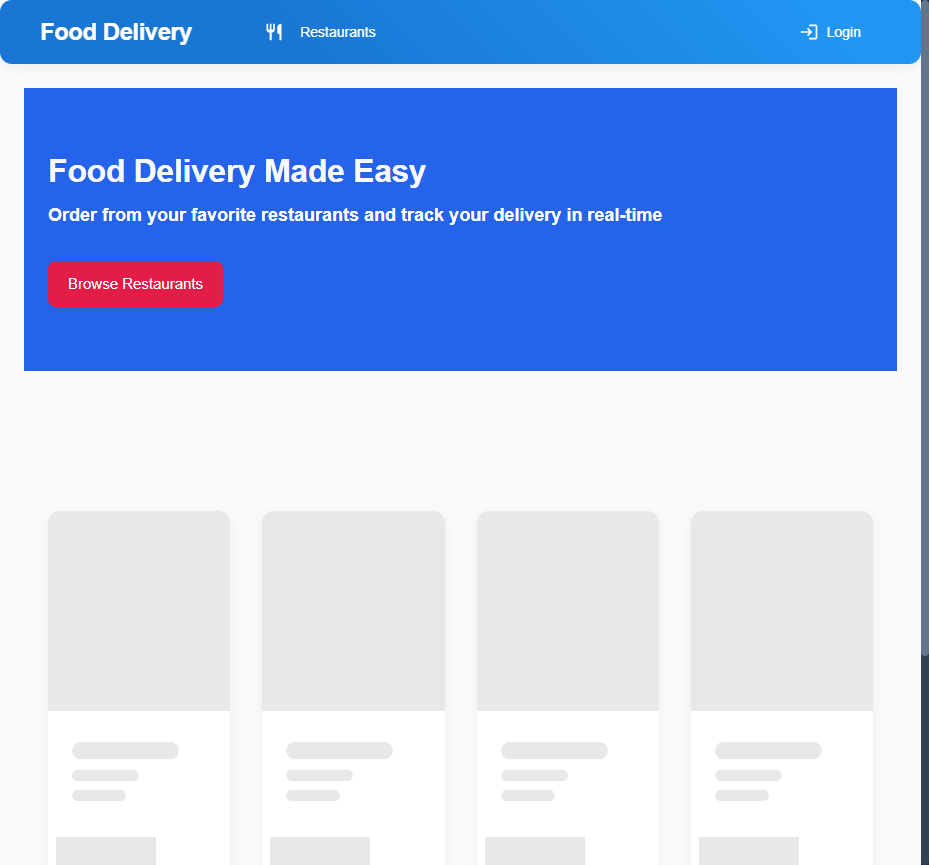 Food Delivery
Restaurants
Login
Food Delivery Made Easy
Order from your favorite restaurants and track your delivery in real-time
Browse Restaurants